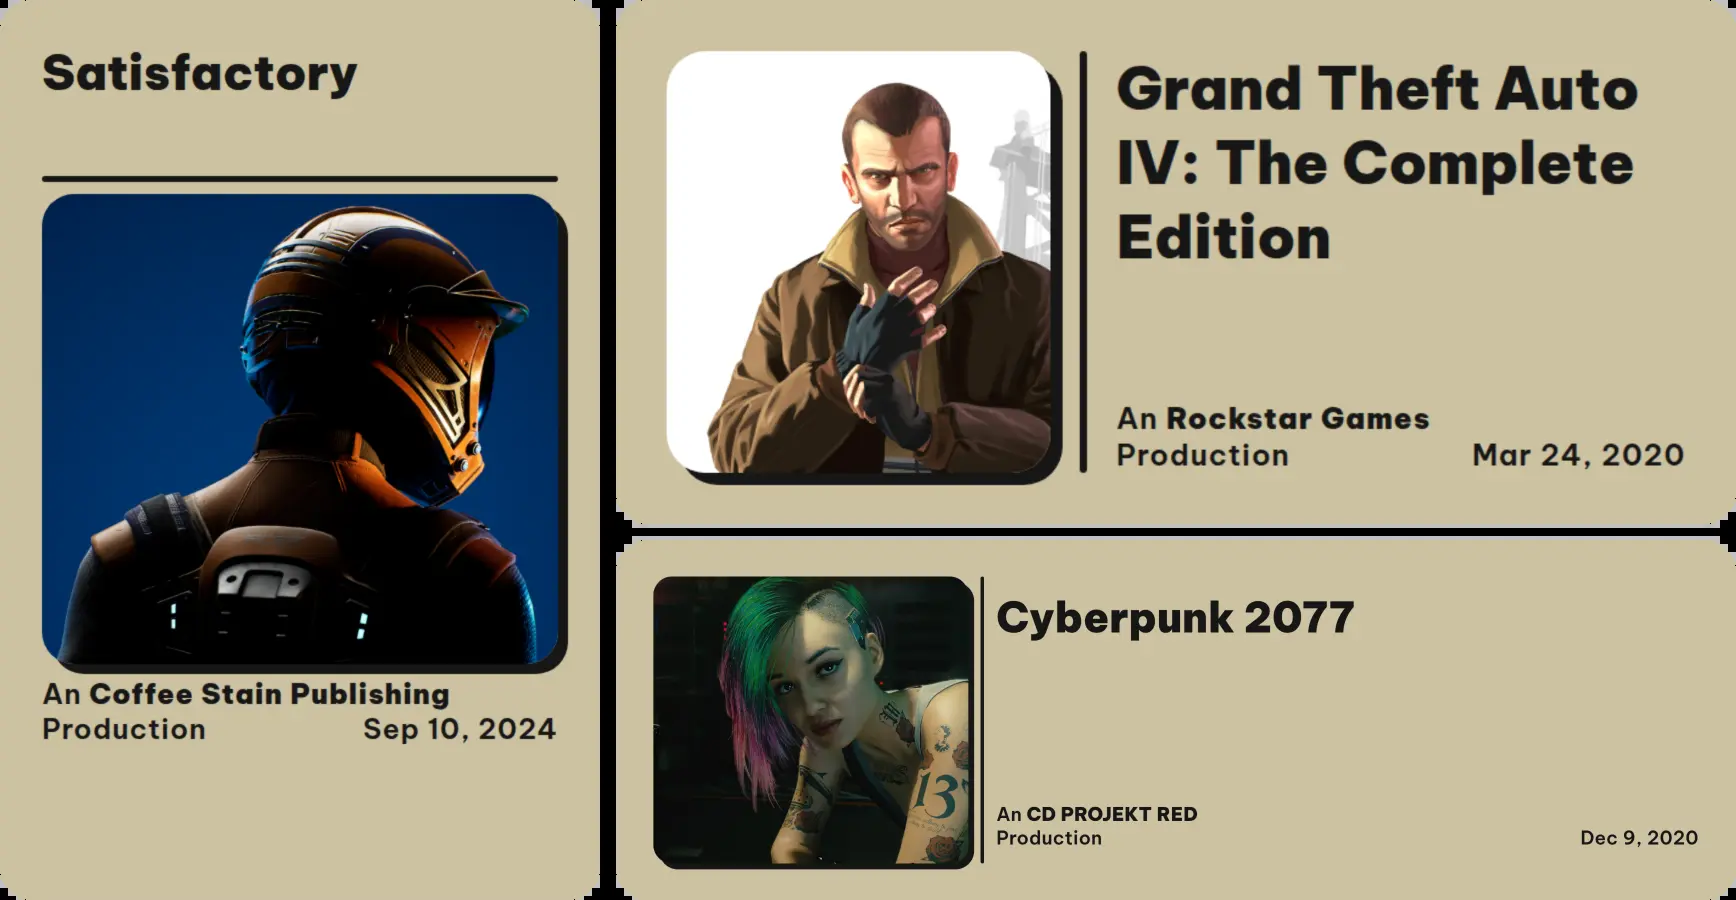 Satisfactory
An Coffee Stain Publishing
Production
Sep 10, 2024
Grand Theft Auto
IV: The Complete
Edition
An Rockstar Games
Production
Mar 24, 2020
Cyberpunk 2077
13
An CD PROJEKT RED
Production
Dec 9, 2020